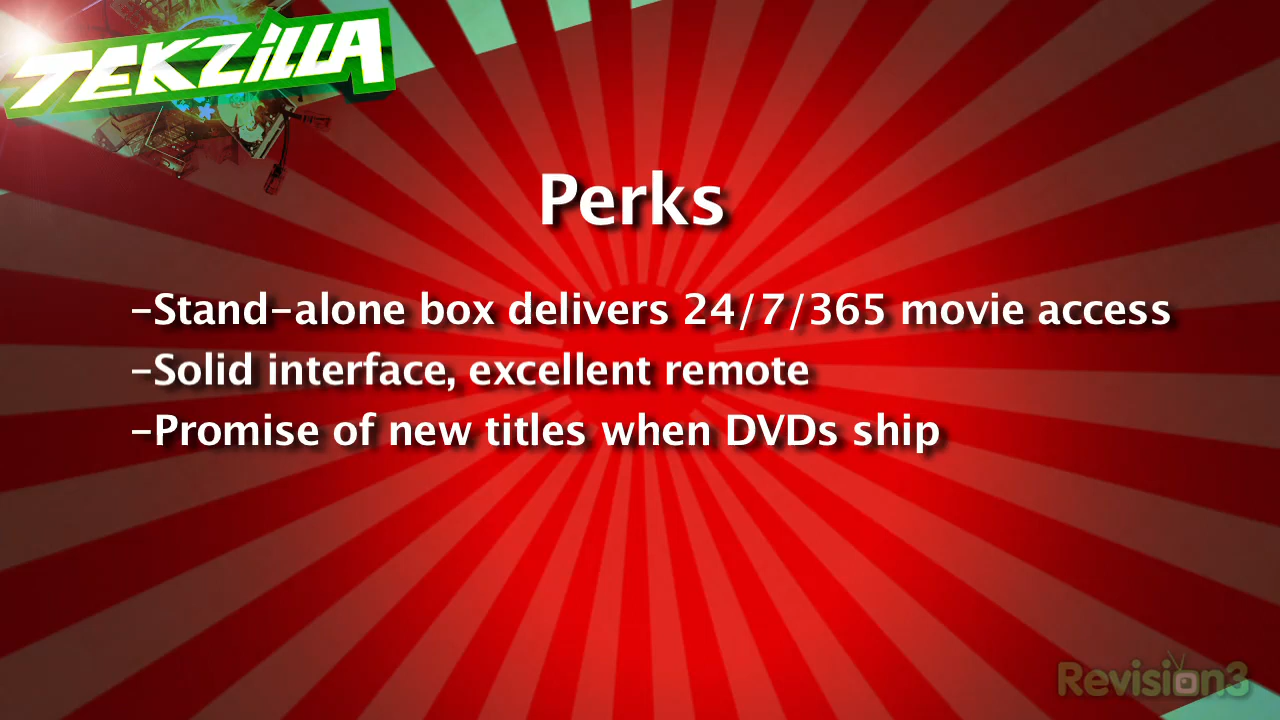 TEKZILLA
Perks
-Stand-alone box delivers 24/7/365 movie access
-Solid interface, excellent remote
-Promise of new titles when DVDs ship
Revision3